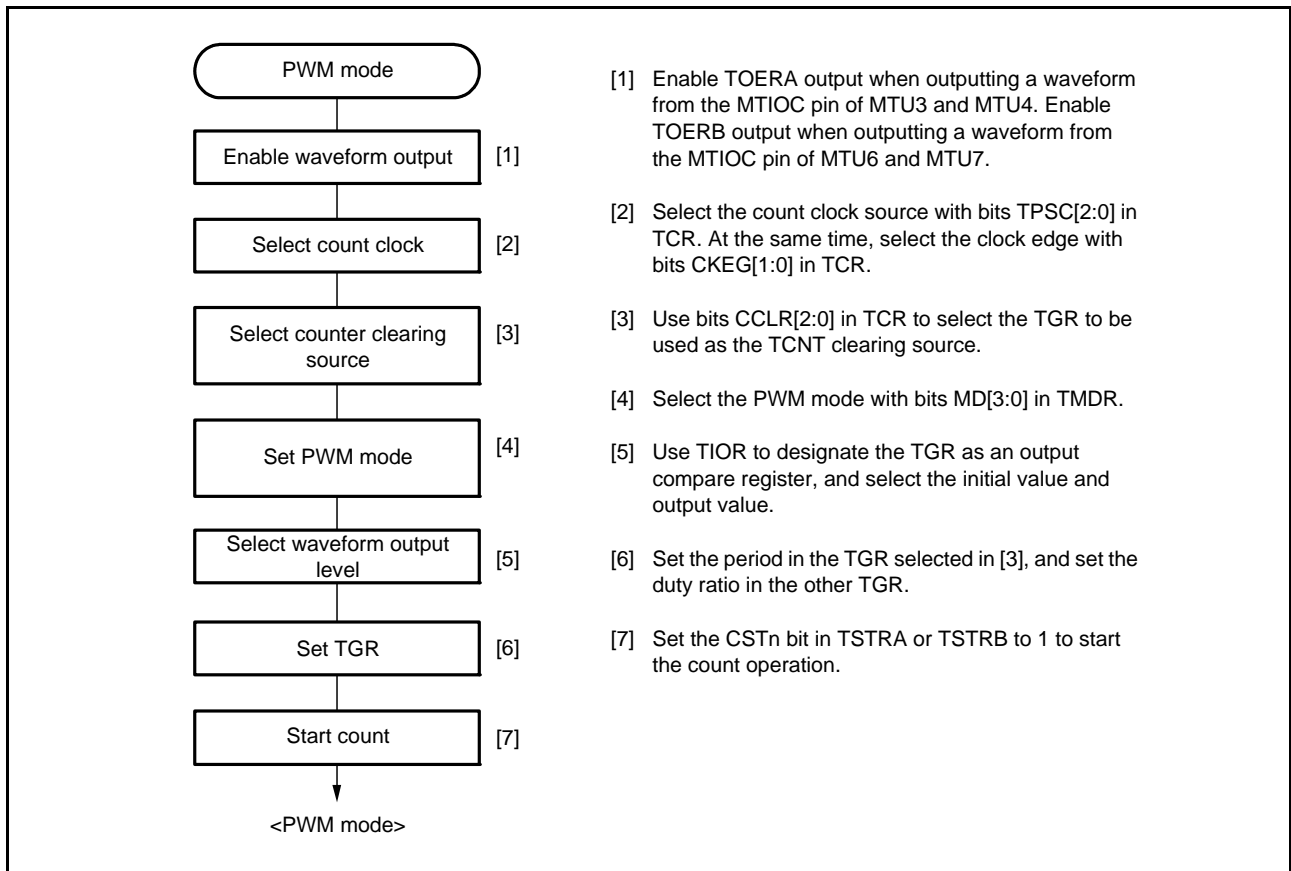 PWM mode
Enable waveform output [1]
Select count clock [2]
Select counter clearing
source
[3]
Set PWM mode [4]
Select waveform output
level
[5]
Set TGR [6]
Start count [7]
<PWM mode>
[1] Enable TOERA output when outputting a waveform
from the MTIOC pin of MTU3 and MTU4. Enable
TOERB output when outputting a waveform from
the MTIOC pin of MTU6 and MTU7.
[2] Select the count clock source with bits TPSC[2:0] in
TCR. At the same time, select the clock edge with
bits CKEG[1:0] in TCR.
[3] Use bits CCLR[2:0] in TCR to select the TGR to be
used as the TCNT clearing source.
[4] Select the PWM mode with bits MD[3:0] in TMDR.
[5] Use TIOR to designate the TGR as an output
compare register, and select the initial value and
output value.
[6] Set the period in the TGR selected in [3], and set the
duty ratio in the other TGR.
[7] Set the CSTn bit in TSTRA or TSTRB to 1 to start
the count operation.